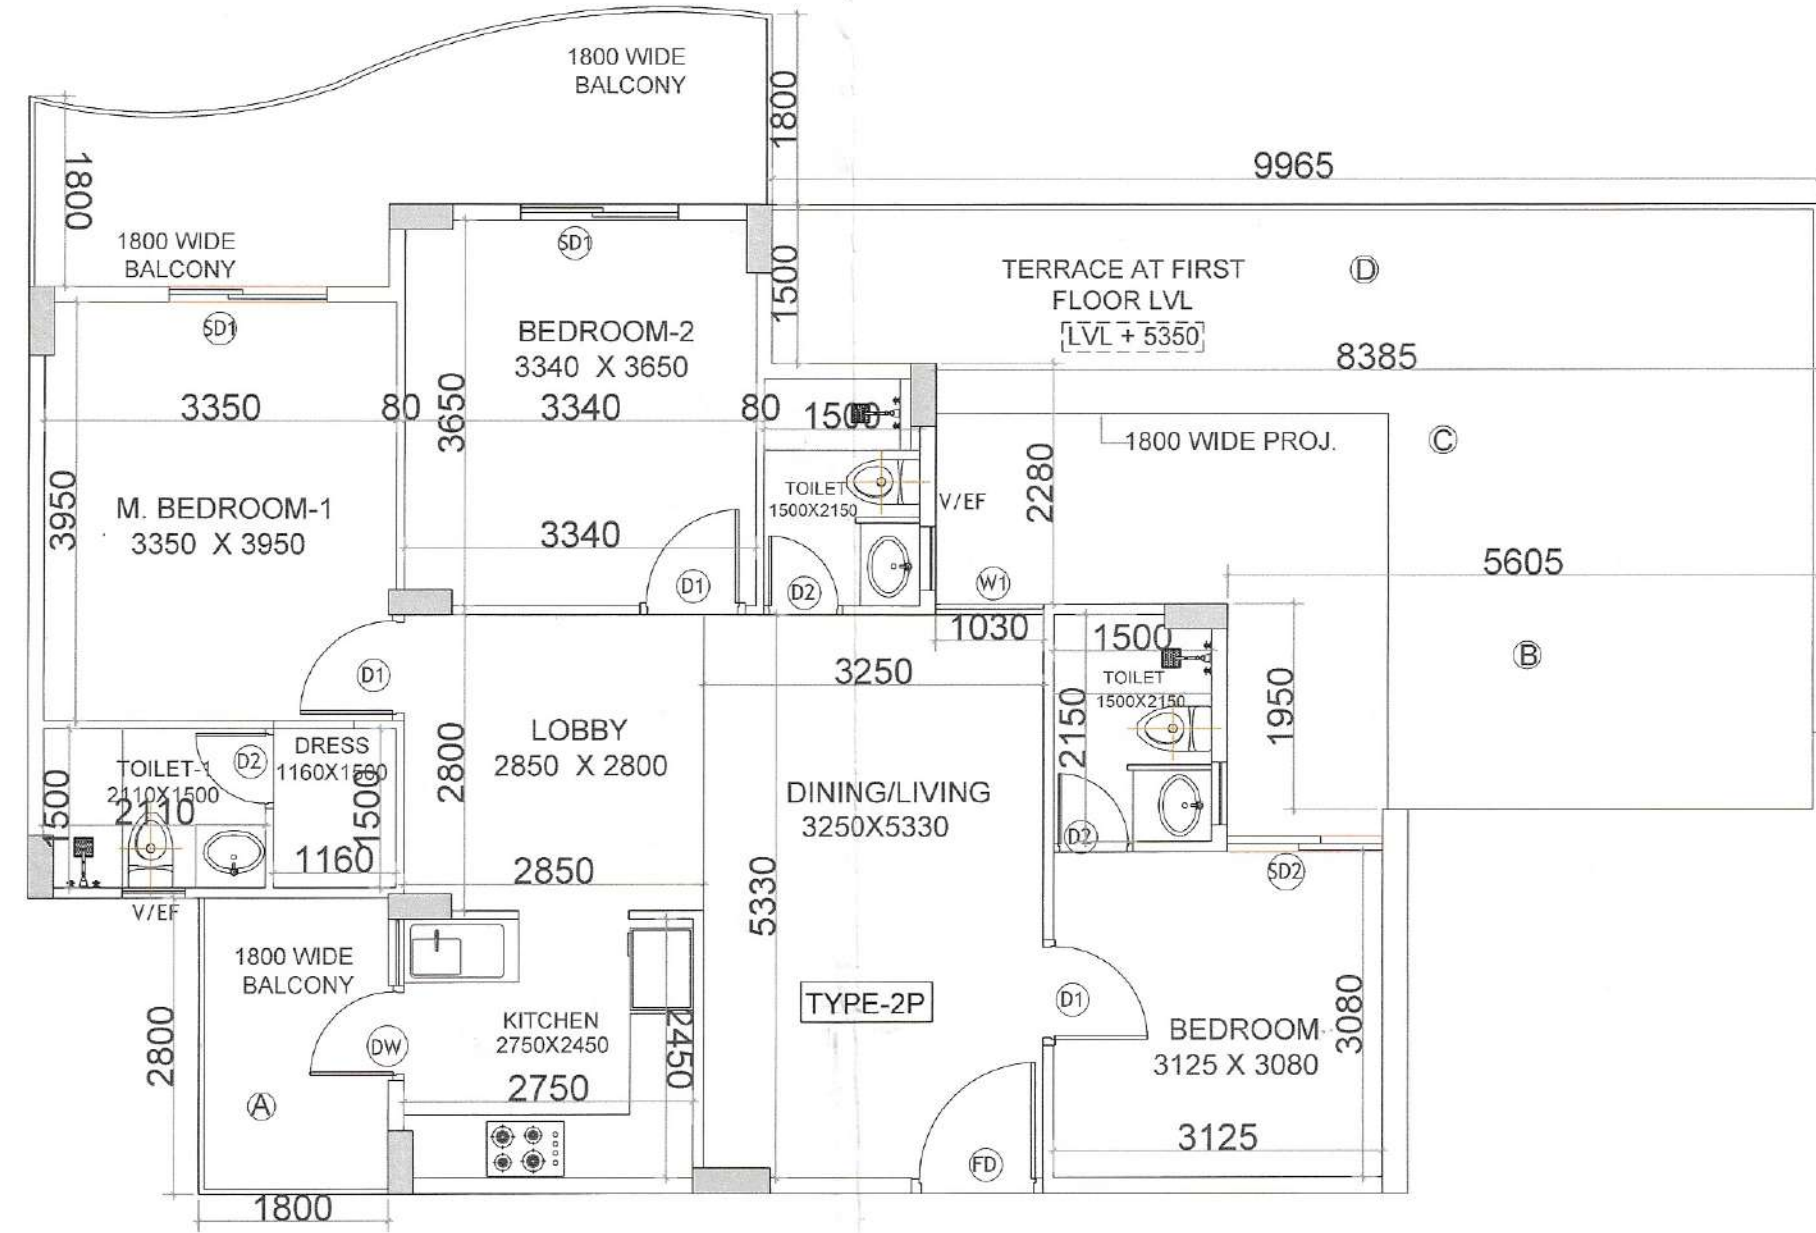 1800 WIDE
BALCONY
1800
9965
1800
1800 WIDE
BALCONY
SD1
1500
TERRACE AT FIRST
FLOOR LVL
LVL + 5350
D
8385
SD1
BEDROOM-2
3340 X 3650
3350
80
3650
3340
80
1500
1800 WIDE PROJ.
C
3950
M. BEDROOM-1
3350 X 3950
3340
TOILET
1500X2150
V/EF
2280
5605
D1
D2
W1
1030
1500
B
D1
3250
TOILET
1500X2150
2150
1950
LOBBY
2850 X 2800
2800
DRESS
1160X1500
D2
TOILET-1
2110X1500
2110
1500
1500
1160
DINING/LIVING
3250X5330
D2
2850
5330
SD2
V/EF
1800 WIDE
BALCONY
TYPE-2P
D1
KITCHEN
2750X2450
2450
BEDROOM
3125 X 3080
3080
2800
DW
2750
A
3125
FD
1800